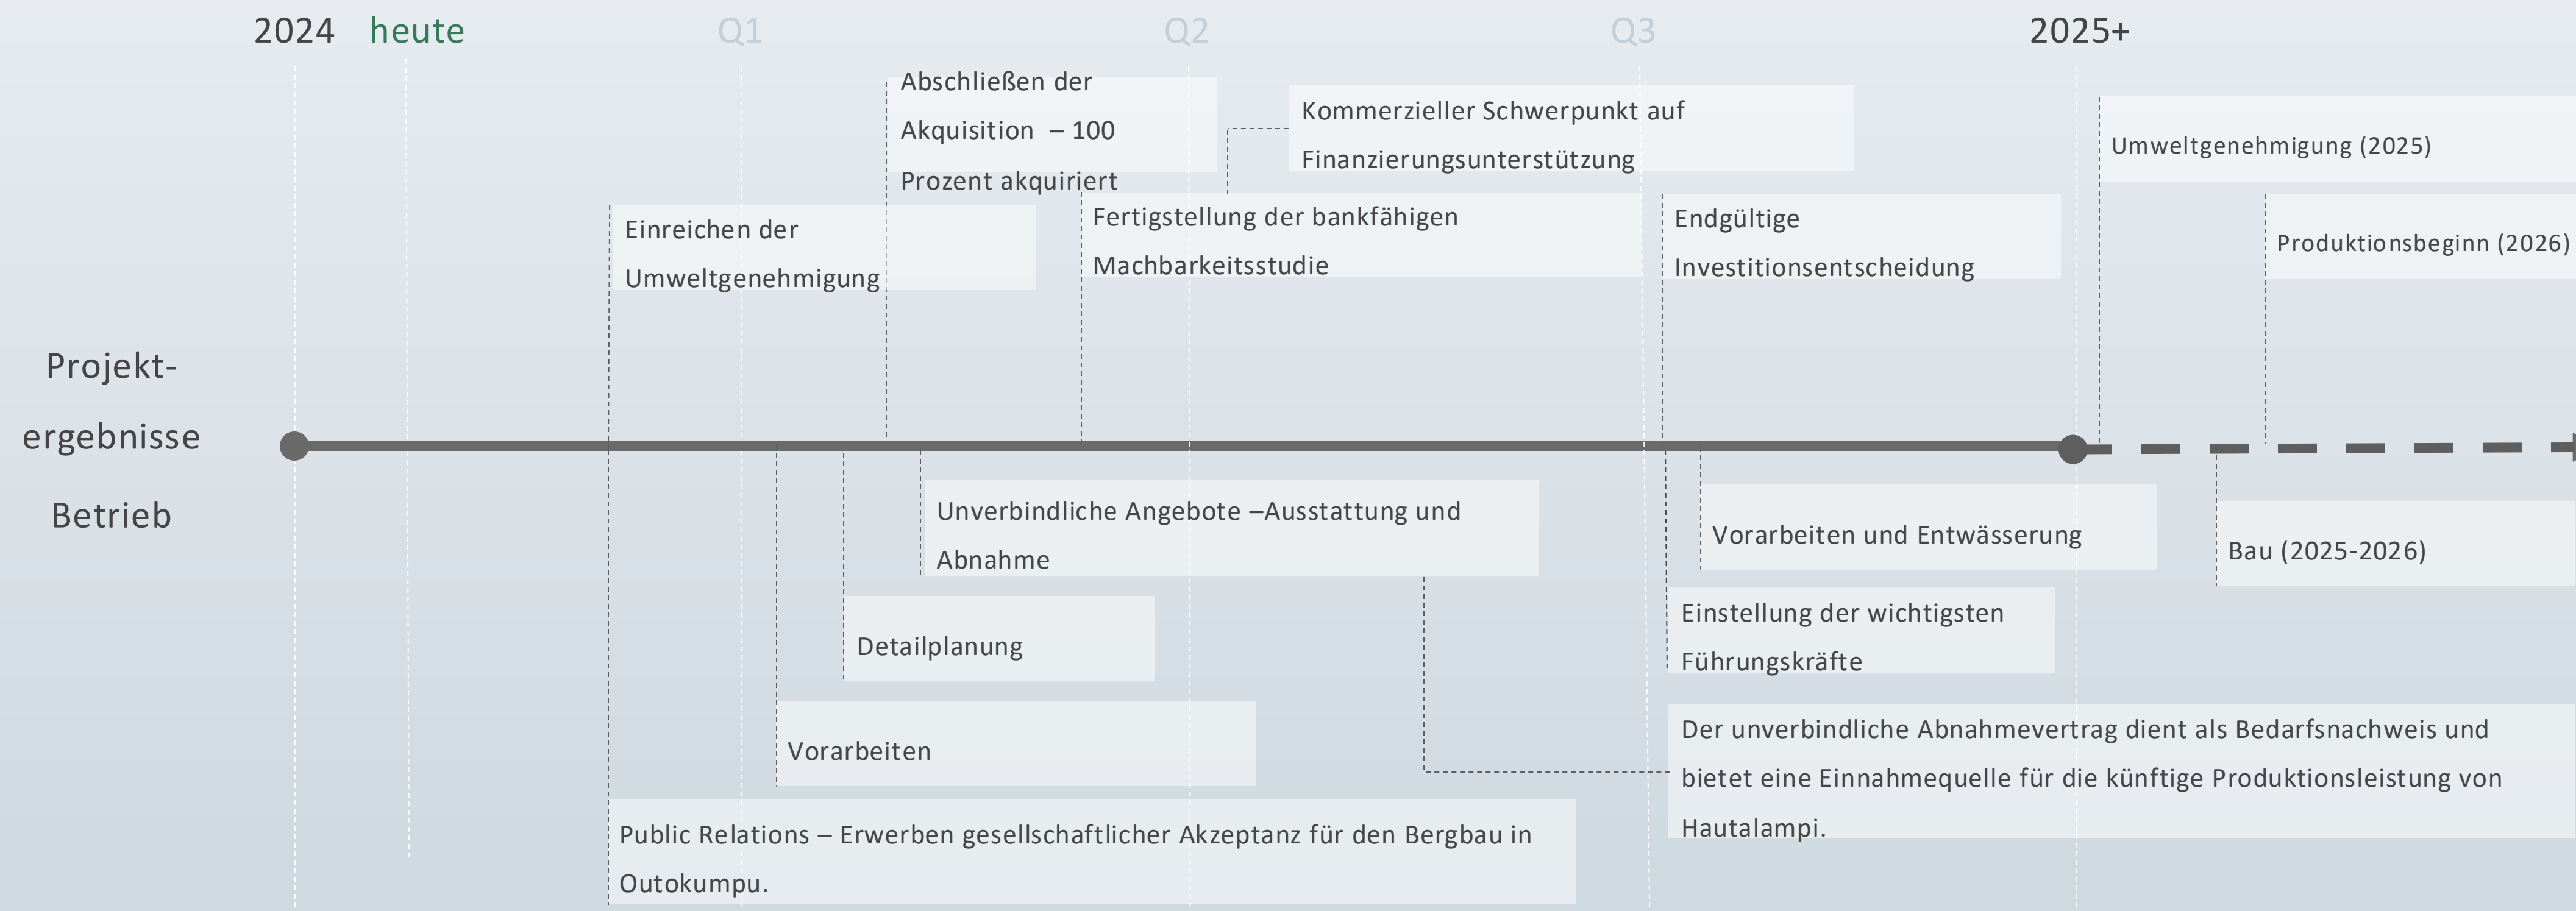 2024 heute Q1 Q2 Q3 2025+
Abschließen der
Akquisition – 100
Prozent akquiriert
Kommerzieller Schwerpunkt auf
Finanzierungsunterstützung
Umweltgenehmigung (2025)
Einreichen der
Umweltgenehmigung
Fertigstellung der bankfähigen
Machbarkeitsstudie
Endgültige
Investitionsentscheidung
Produktionsbeginn (2026)
Projekt-
ergebnisse
Betrieb
Unverbindliche Angebote –Ausstattung und
Abnahme
Vorarbeiten und Entwässerung
Bau (2025-2026)
Detailplanung
Einstellung der wichtigsten
Führungskräfte
Vorarbeiten
Der unverbindliche Abnahmevertrag dient als Bedarfsnachweis und
bietet eine Einnahmequelle für die künftige Produktionsleistung von
Hautalampi.
Public Relations – Erwerben gesellschaftlicher Akzeptanz für den Bergbau in
Outokumpu.